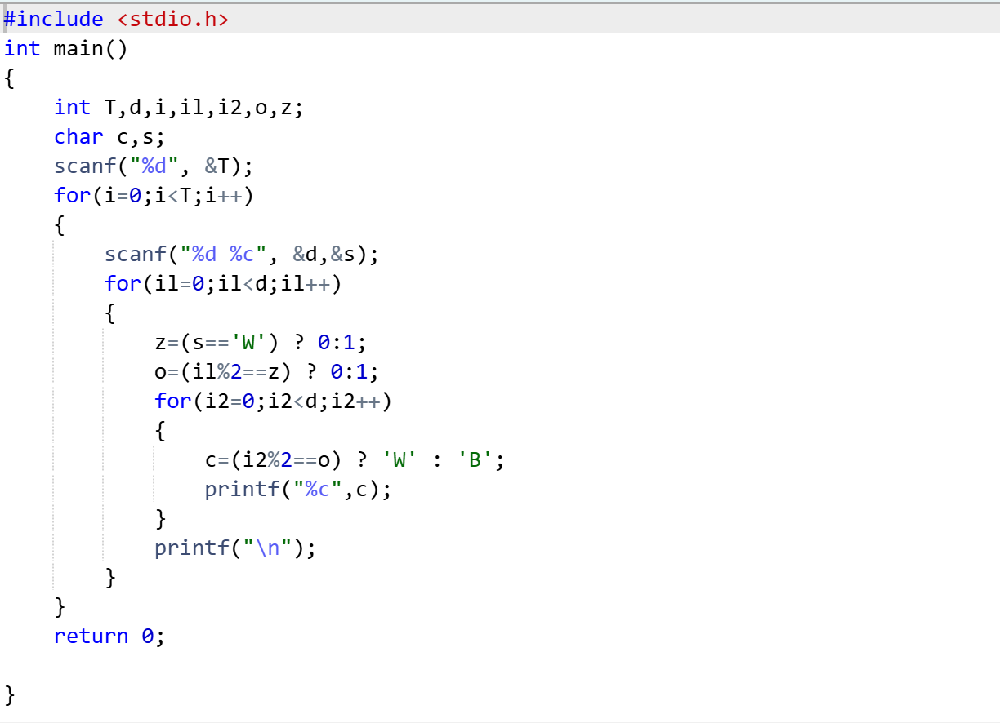 #include <stdio.h>
int main()
{
    int T,d,i,il,i2,o,z;
    char c,s;
    scanf("%d", &T);
    for(i=0;i<T;i++)
    {
        scanf("%d %c", &d,&s);
        for(il=0;il<d;il++)
        {
            z=(s=='W') ? 0:1;
            o=(il%2==z) ? 0:1;
            for(i2=0;i2<d;i2++)
            {
                c=(i2%2==o) ? 'W' : 'B';
                printf("%c",c);
            }
            printf("\n");
        }
    }
    return 0;

}